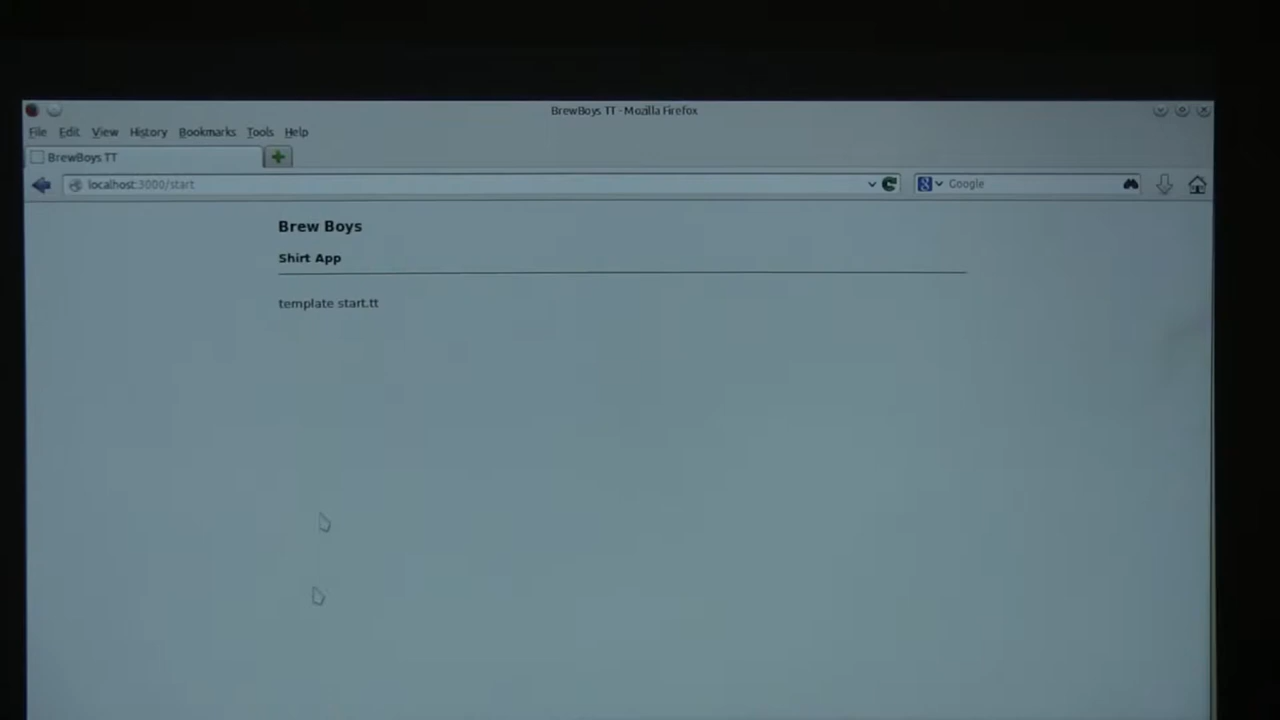 BrewBoys TT - Mozilla Firefox
File Edit View History Bookmarks Tools Help
BrewBoys TT
localhost:3000/start
Google
Brew Boys
Shirt App
template start.tt